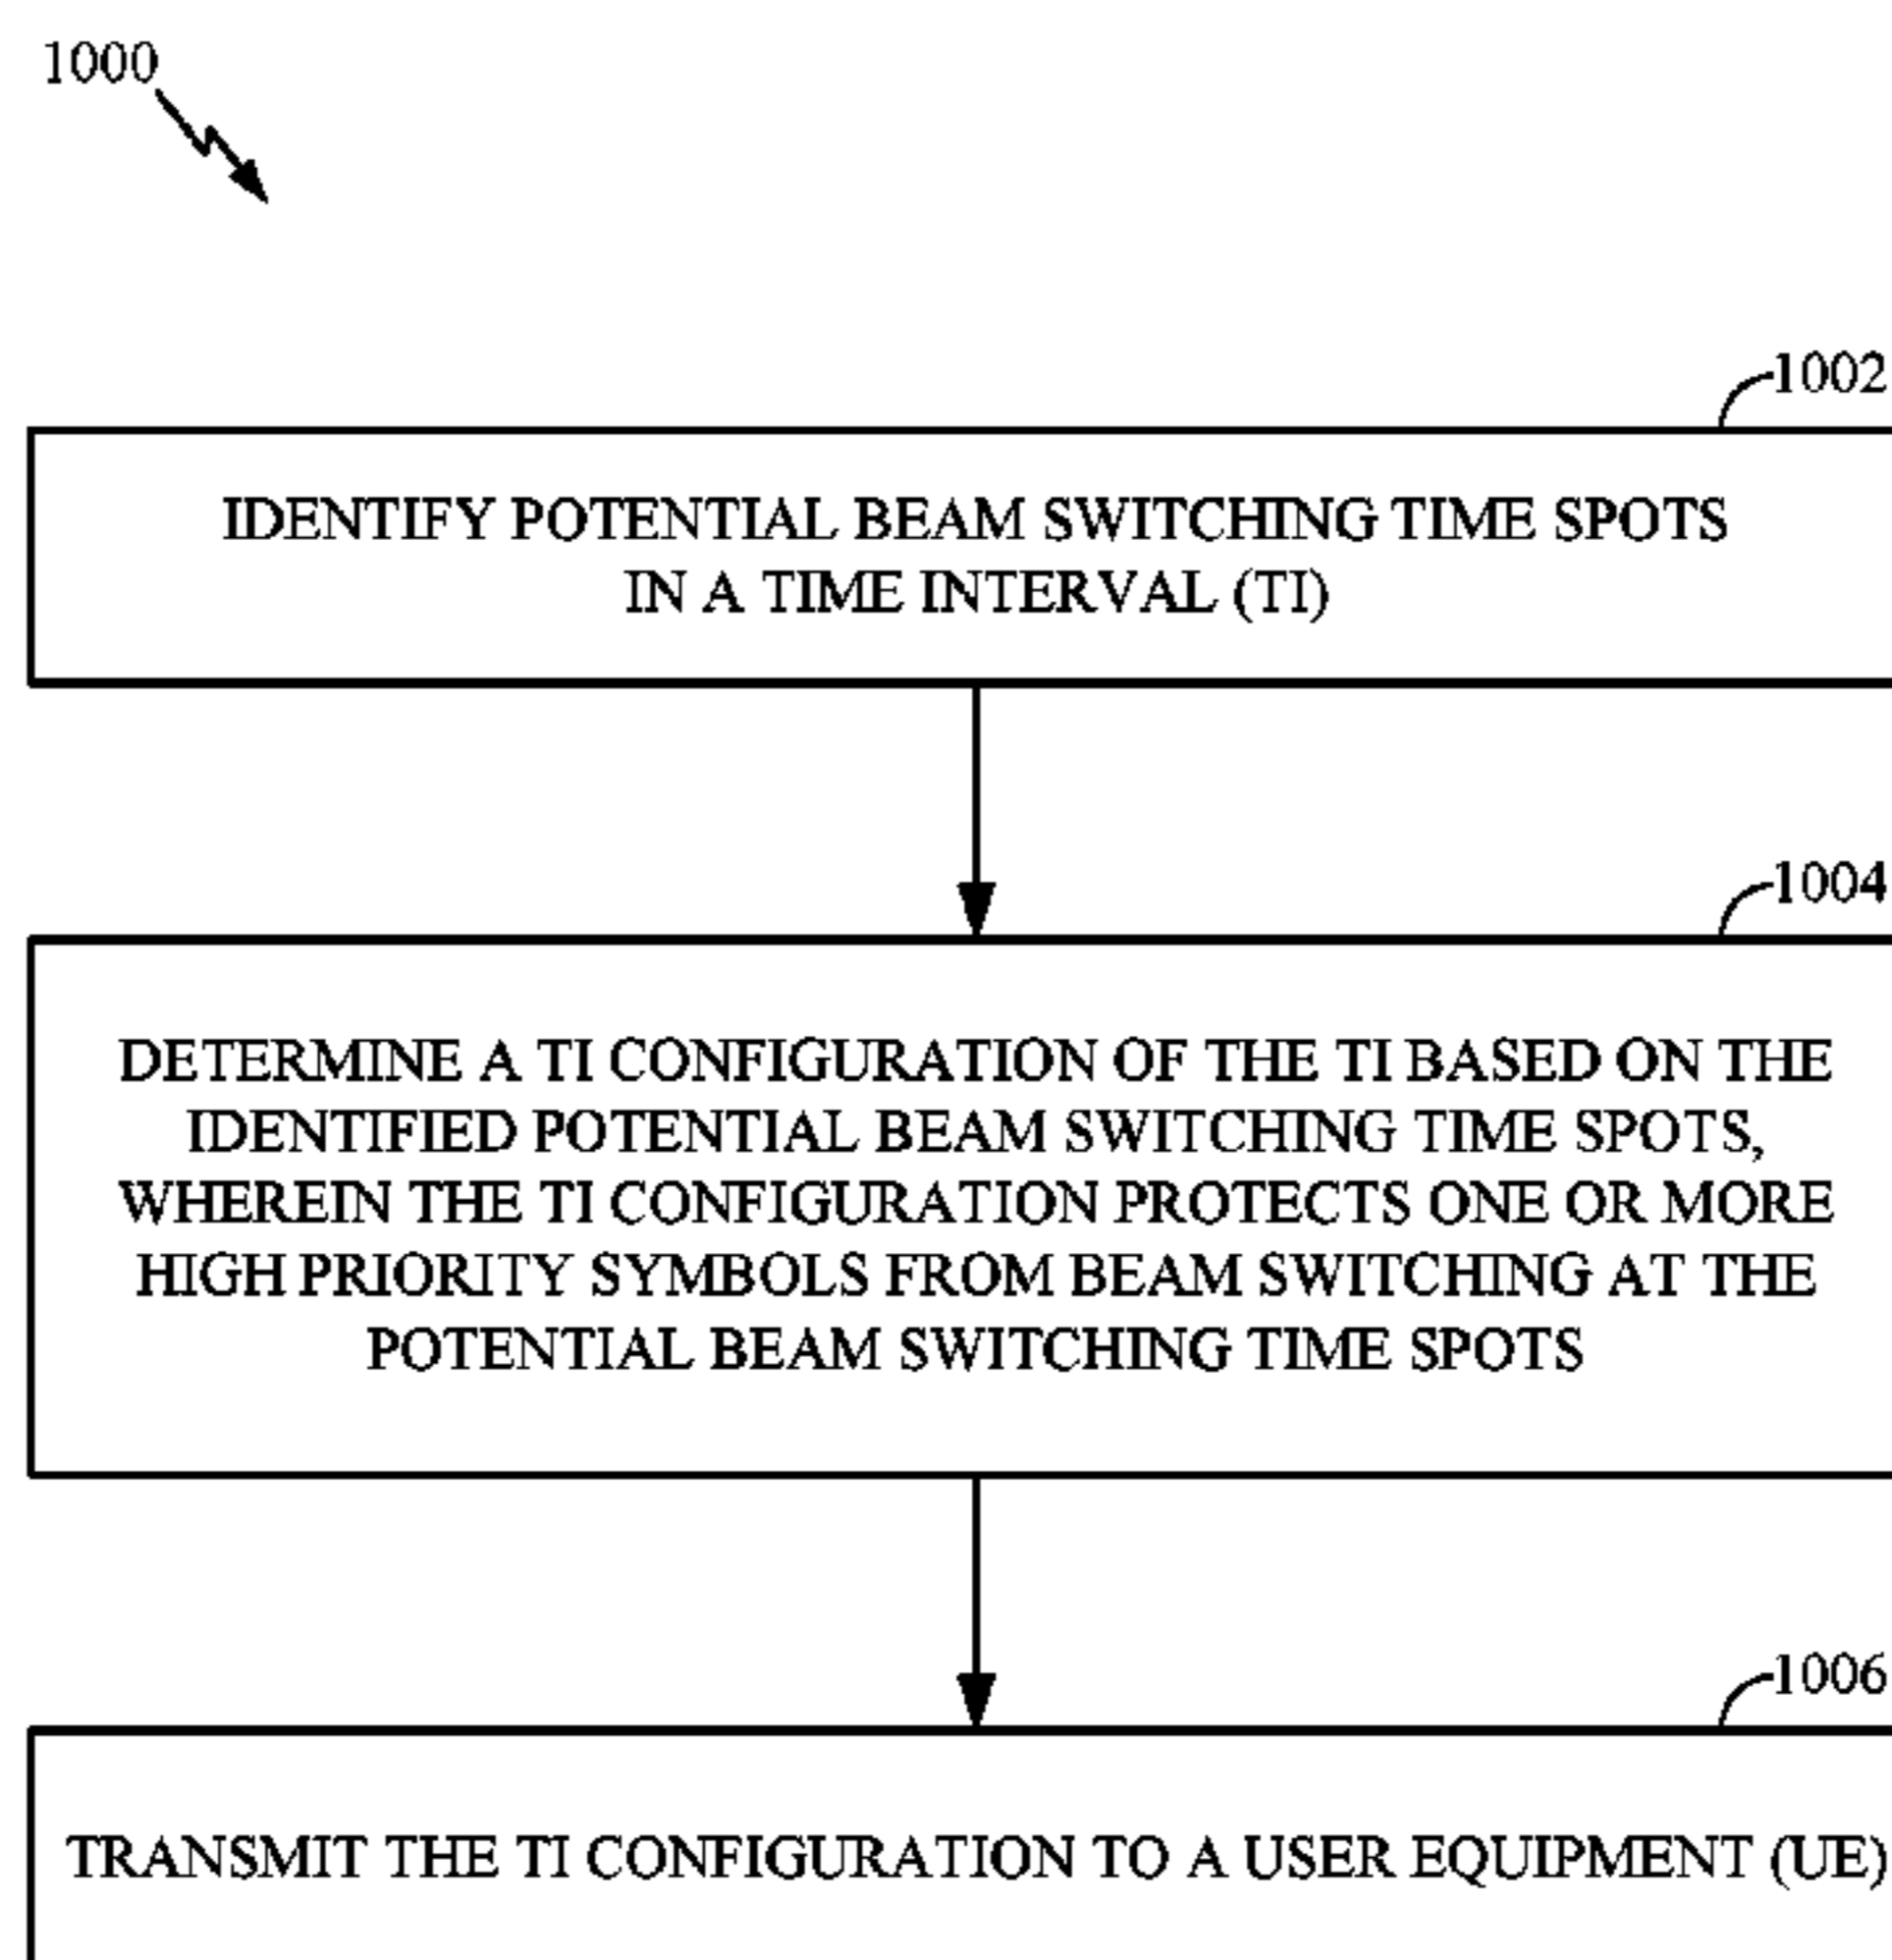 1000
1002
IDENTIFY POTENTIAL BEAM SWITCHING TIME SPOTS
IN A TIME INTERVAL (TI)
1004
DETERMINE A TI CONFIGURATION OF THE TI BASED ON THE
IDENTIFIED POTENTIAL BEAM SWITCHING TIME SPOTS,
WHEREIN THE TI CONFIGURATION PROTECTS ONE OR MORE
HIGH PRIORITY SYMBOLS FROM BEAM SWITCHING AT THE
POTENTIAL BEAM SWITCHING TIME SPOTS
1006
TRANSMIT THE TI CONFIGURATION TO A USER EQUIPMENT (UE)